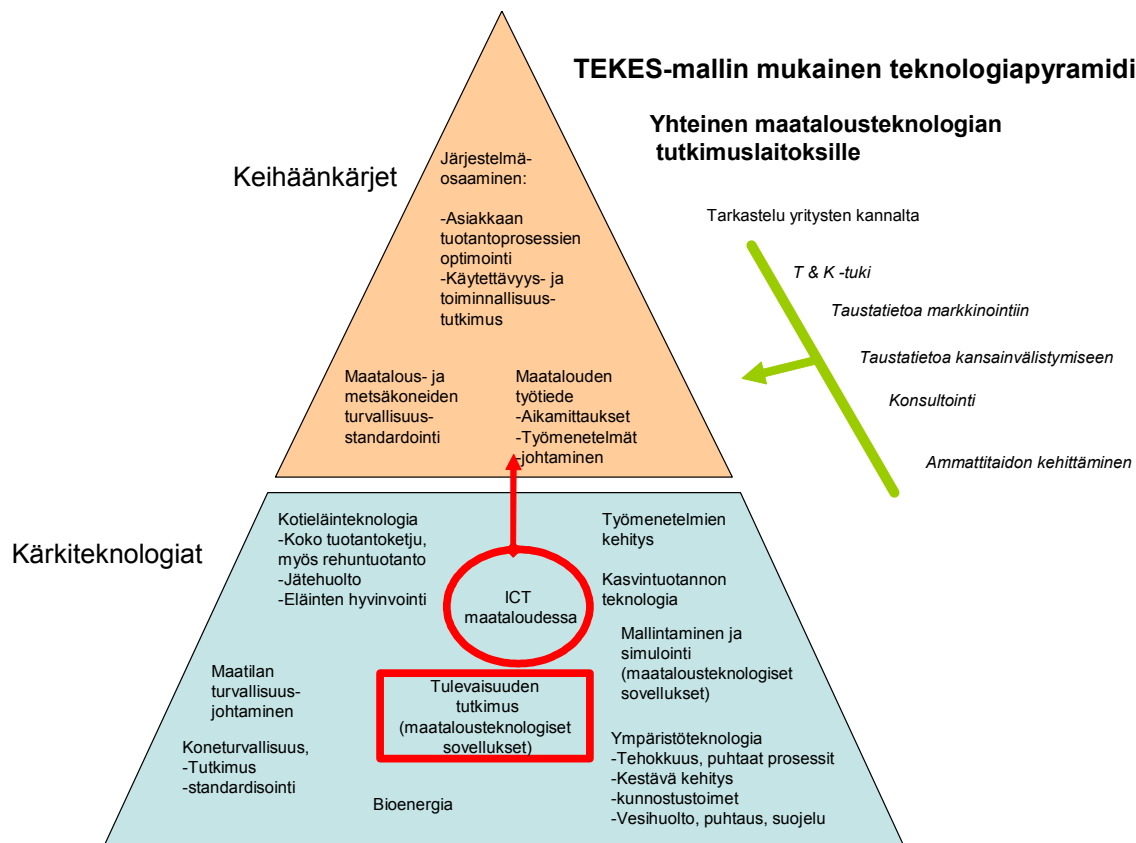 TEKES-mallin mukainen teknologiapyramidi
Yhteinen maatalousteknologian
tutkimuslaitoksille
Keihäänkärjet
Järjestelmä-
osaaminen:
-Asiakkaan
tuotantoprosessien
optimointi
-Käytettävyys- ja
toiminnallisuus-
tutkimus
Maatalous- ja
metsäkoneiden
turvallisuus-
standardointi
Maatalouden
työtiede
-Aikamittaukset
-Työmenetelmät
-johtaminen
Tarkastelu yritysten kannalta
T & K -tuki
Taustatietoa markkinointiin
Taustatietoa kansainvälistymiseen
Konsultointi
Ammattitaidon kehittäminen
Kärkiteknologiat
Kotieläinteknologia
-Koko tuotantoketju,
myös rehuntuotanto
-Jätehuolto
-Eläinten hyvinvointi
ICT
maataloudessa
Työmenetelmien
kehitys
Kasvintuotannon
teknologia
Mallintaminen ja
simulointi
(maatalousteknologiset
sovellukset)
Maatilan
turvallisuus-
johtaminen
Tulevaisuuden
tutkimus
(maatalousteknologiset
sovellukset)
Koneturvallisuus,
-Tutkimus
-standardisointi
Bioenergia
Ympäristöteknologia
-Tehokkuus, puhtaat prosessit
-Kestävä kehitys
-kunnostustoimet
-Vesihuolto, puhtaus, suojelu